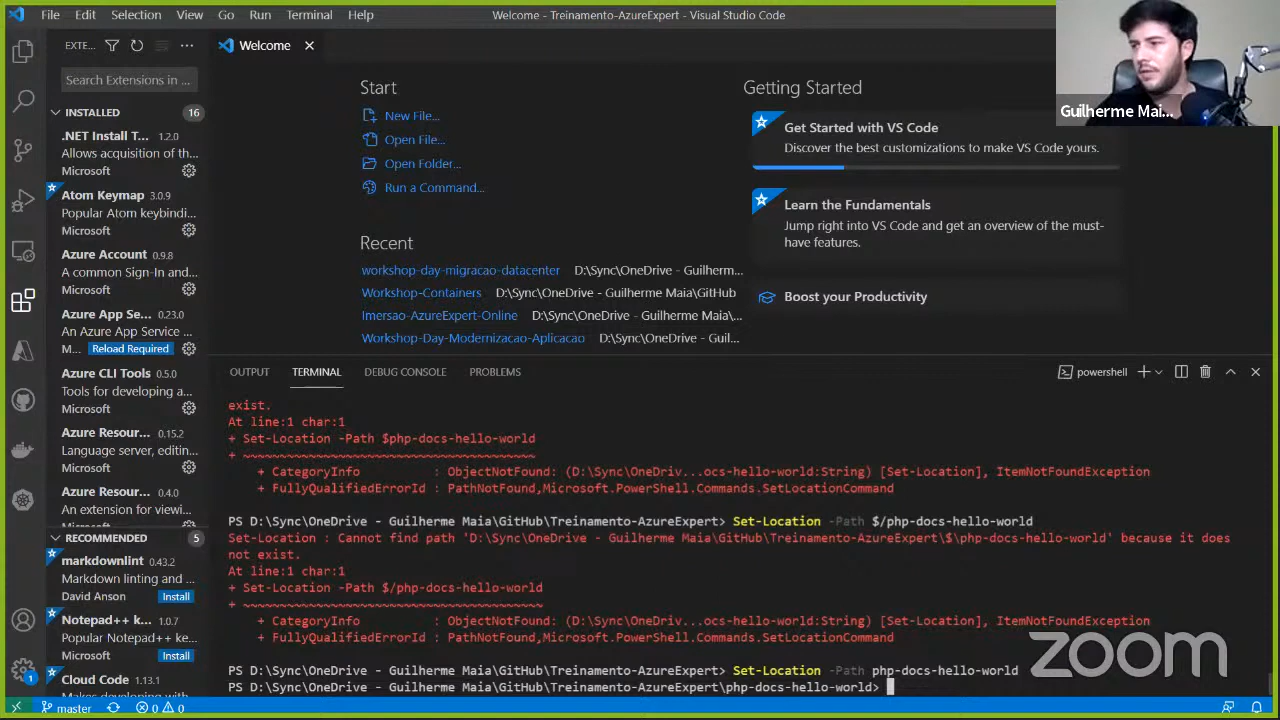 File Edit Selection View Go Run Terminal Help
Welcome - Treinamento-AzureExpert - Visual Studio Code
EXTE...
Search Extensions in ...
INSTALLED 16
.NET Install T... 1.2.0
Allows acquisition of th...
Microsoft
Atom Keymap 3.0.9
Popular Atom keybindi...
Microsoft
Azure Account 0.9.8
A common Sign-In and...
Microsoft
Azure App Se... 0.23.0
An Azure App Service ...
M... Reload Required
Azure CLI Tools 0.5.0
Tools for developing a...
Microsoft
Azure Resour... 0.15.2
Language server, editin...
Microsoft
Azure Resour... 0.4.0
An extension for viewin...
RECOMMENDED 5
markdownlint 0.43.2
Markdown linting and ...
David Anson Install
Notepad++ k... 1.0.7
Popular Notepad++ ke...
Microsoft Install
Cloud Code 1.13.1
Welcome
Start
New File...
Open File...
Open Folder...
Run a Command...
Recent
workshop-day-migracao-datacenter D:\Sync\OneDrive - Guilherm...
Workshop-Containers D:\Sync\OneDrive - Guilherme Maia\GitHub
Imersao-AzureExpert-Online D:\Sync\OneDrive - Guilherme Maia\...
Workshop-Day-Modernizacao-Aplicacao D:\Sync\OneDrive - Guil...
Getting Started
Get Started with VS Code
Discover the best customizations to make VS Code yours.
Learn the Fundamentals
Jump right into VS Code and get an overview of the must-
have features.
Boost your Productivity
Guilherme Mai...
OUTPUT TERMINAL DEBUG CONSOLE PROBLEMS
powershell
exist.
At line:1 char:1
+ Set-Location -Path $php-docs-hello-world
+ ~~~~~~~~~~~~~~~~~~~~~~~~~~~~~~~~~~~~~~~~
+ CategoryInfo : ObjectNotFound: (D:\Sync\OneDriv...ocs-hello-world:String) [Set-Location], ItemNotFoundException
+ FullyQualifiedErrorId : PathNotFound,Microsoft.PowerShell.Commands.SetLocationCommand
PS D:\Sync\OneDrive - Guilherme Maia\GitHub\Treinamento-AzureExpert> Set-Location -Path $/php-docs-hello-world
Set-Location : Cannot find path 'D:\Sync\OneDrive - Guilherme Maia\GitHub\Treinamento-AzureExpert\$\php-docs-hello-world' because it does
not exist.
At line:1 char:1
+ Set-Location -Path $/php-docs-hello-world
+ ~~~~~~~~~~~~~~~~~~~~~~~~~~~~~~~~~~~~~~~~~
+ CategoryInfo : ObjectNotFound: (D:\Sync\OneDriv...ocs-hello-world:String) [Set-Location], ItemNotFoundException
+ FullyQualifiedErrorId : PathNotFound,Microsoft.PowerShell.Commands.SetLocationCommand
PS D:\Sync\OneDrive - Guilherme Maia\GitHub\Treinamento-AzureExpert> Set-Location -Path php-docs-hello-world
PS D:\Sync\OneDrive - Guilherme Maia\GitHub\Treinamento-AzureExpert\php-docs-hello-world>
zoom
1
master 0 0